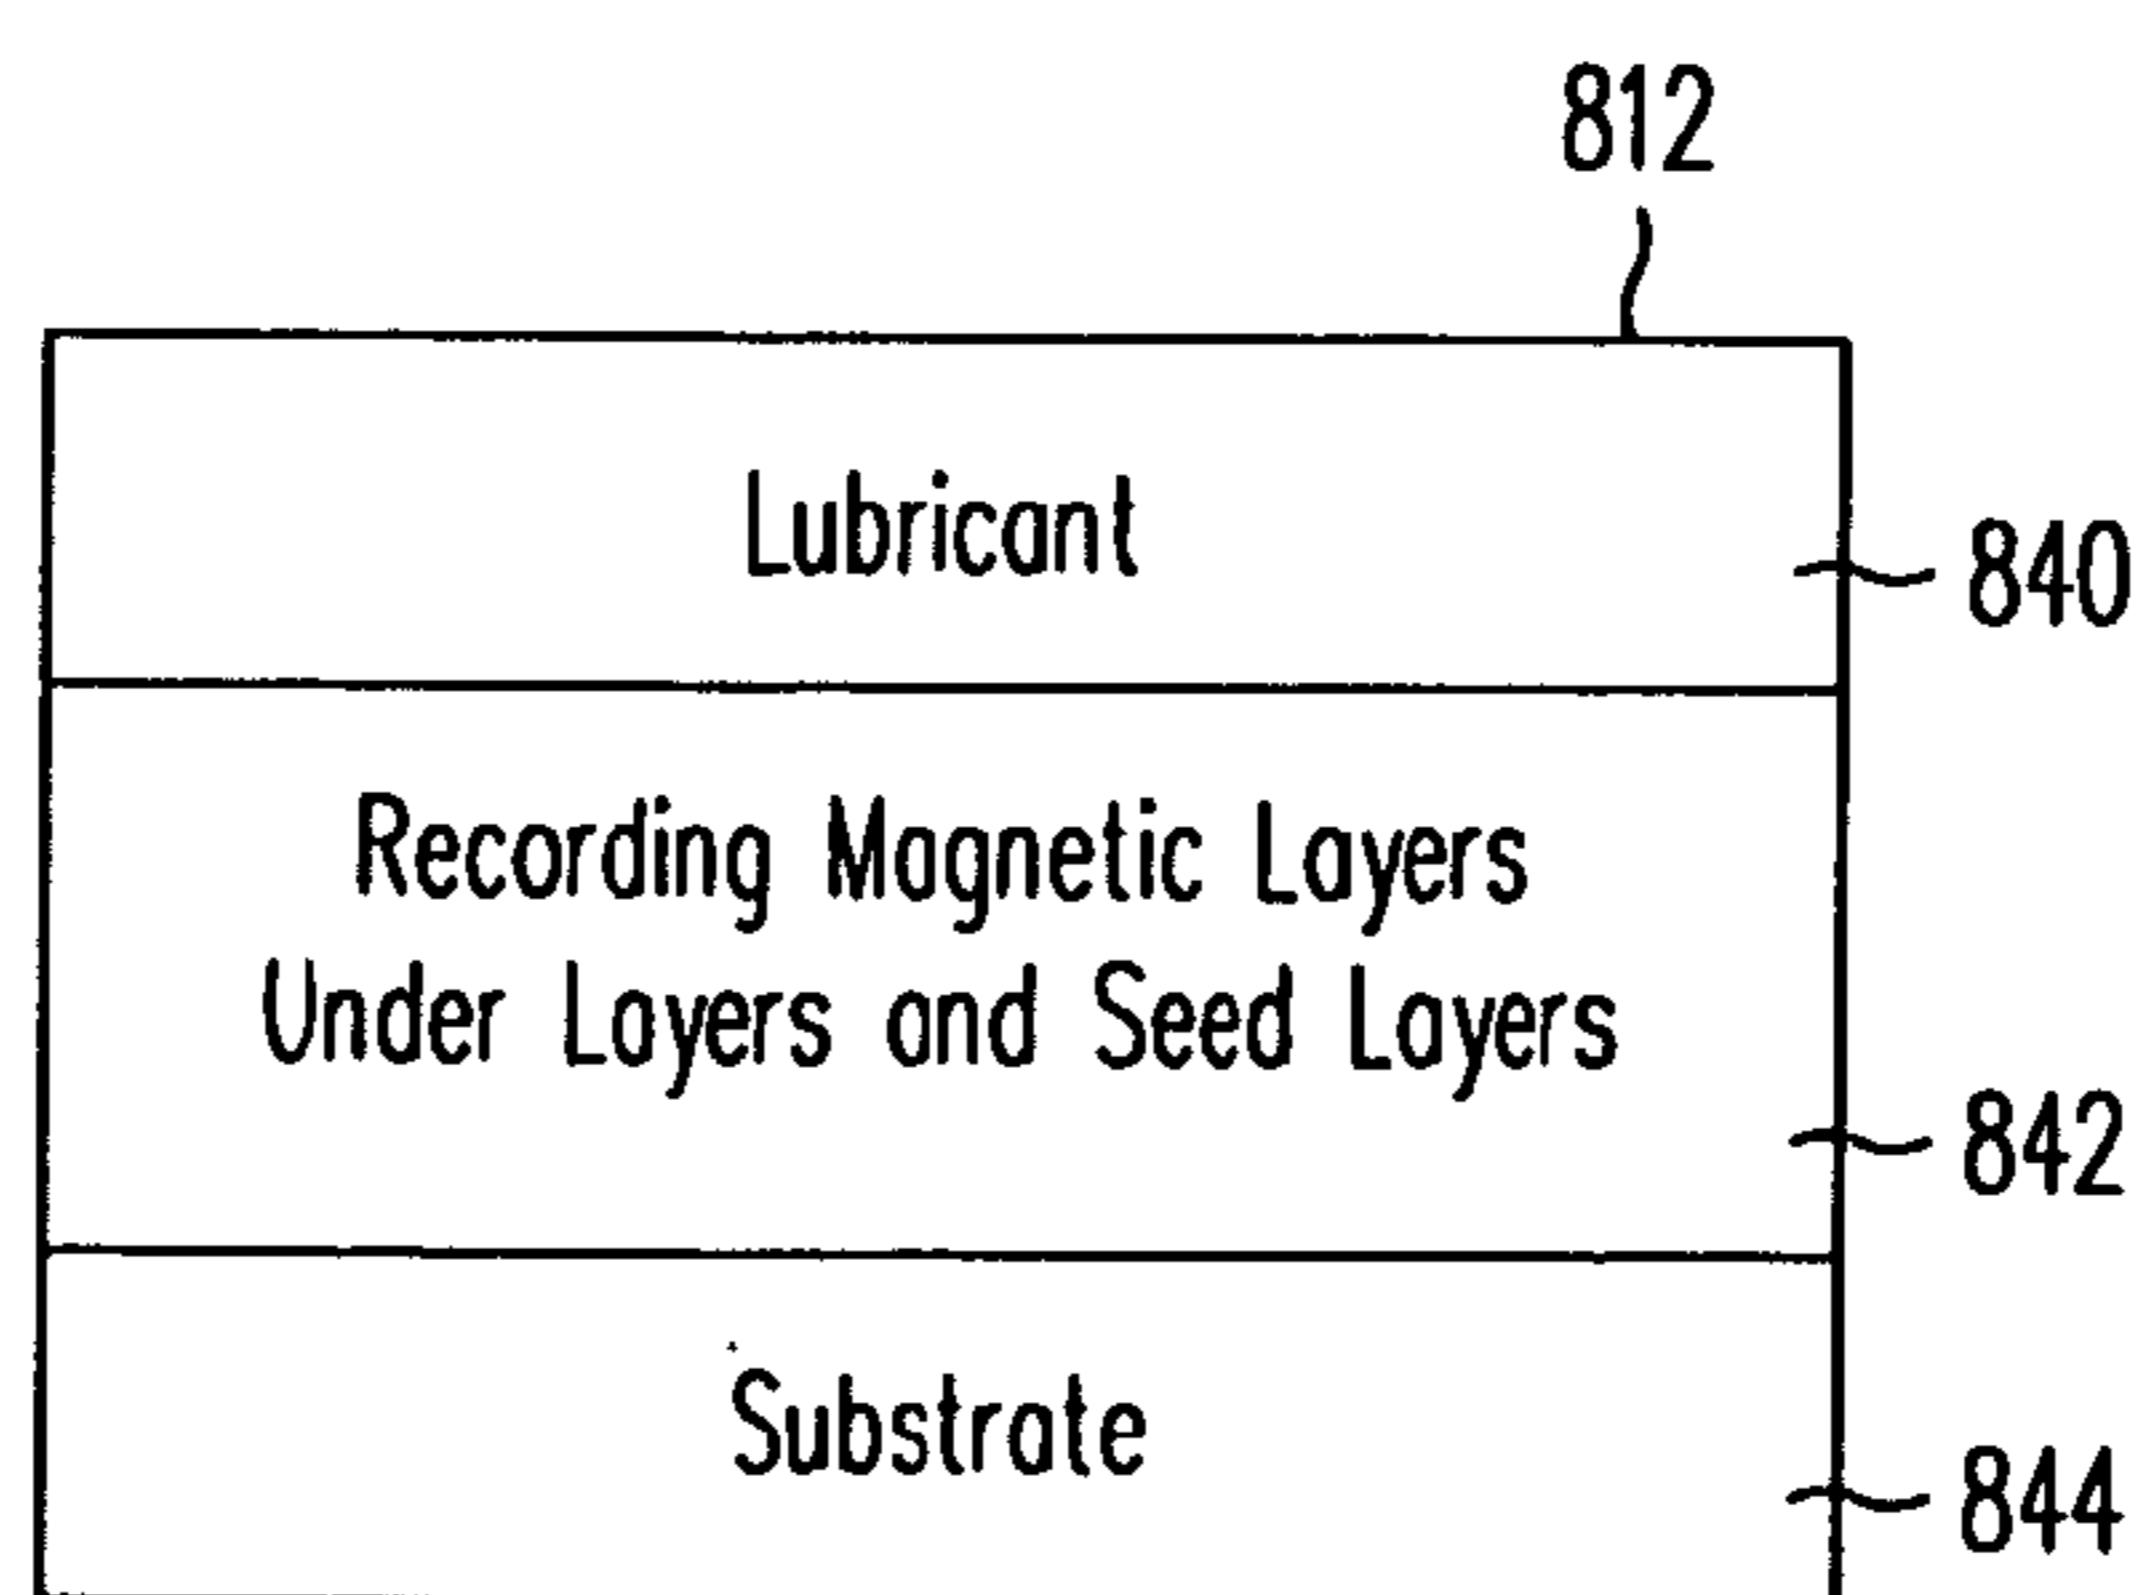 812
Lubricant
840
Recording Magnetic Layers
Under Layers and Seed Layers
842
Substrate
844